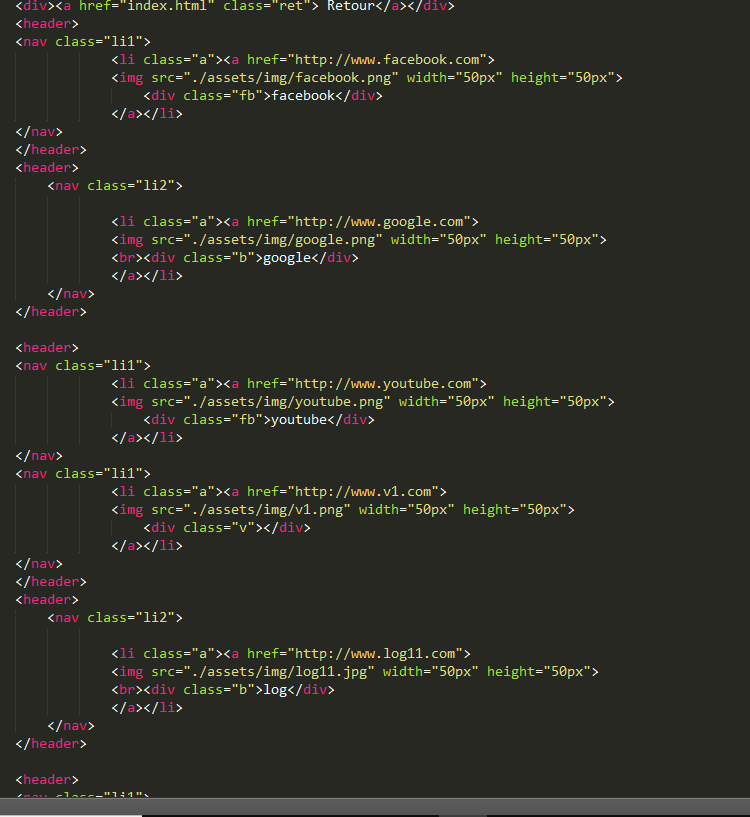 <div><a href="index.html" class="ret"> Retour</a></div>
<header>
<nav class="li1">
<li class="a"><a href="http://www.facebook.com">
<img src="./assets/img/facebook.png" width="50px" height="50px">
<div class="fb">facebook</div>
</a></li>
</nav>
</header>
<header>
<nav class="li2">
<li class="a"><a href="http://www.google.com">
<img src="./assets/img/google.png" width="50px" height="50px">
<br><div class="b">google</div>
</a></li>
</nav>
</header>
<header>
<nav class="li1">
<li class="a"><a href="http://www.youtube.com">
<img src="./assets/img/youtube.png" width="50px" height="50px">
<div class="fb">youtube</div>
</a></li>
</nav>
<nav class="li1">
<li class="a"><a href="http://www.v1.com">
<img src="./assets/img/v1.png" width="50px" height="50px">
<div class="v"></div>
</a></li>
</nav>
</header>
<header>
<nav class="li2">
<li class="a"><a href="http://www.log11.com">
<img src="./assets/img/log11.jpg" width="50px" height="50px">
<br><div class="b">log</div>
</a></li>
</nav>
</header>
<header>
<nav class="li1">